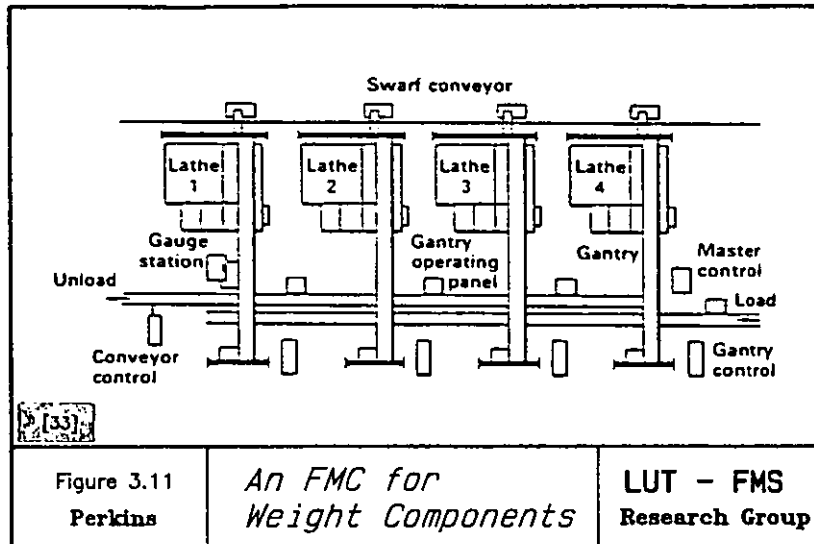 Swarf conveyor
Lathe
1
Lathe
2
Lathe
3
Lathe
4
Gauge
station
Gantry
operating
panel
Gantry
Master
control
Unload
Load
Conveyor
control
Gantry
control
[33]
Figure 3.11
Perkins
An FMC for
Weight Components
LUT - FMS
Research Group